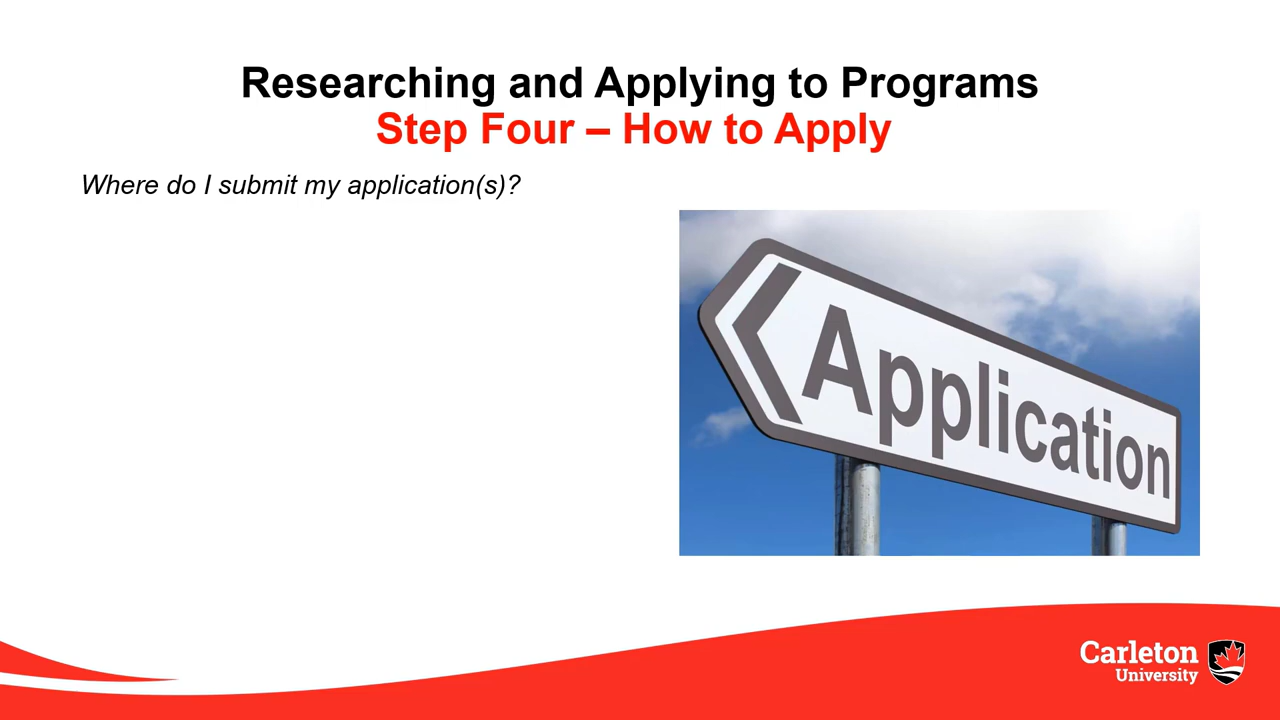 Researching and Applying to Programs
Step Four – How to Apply
Where do I submit my application(s)?
Application
Carleton
University